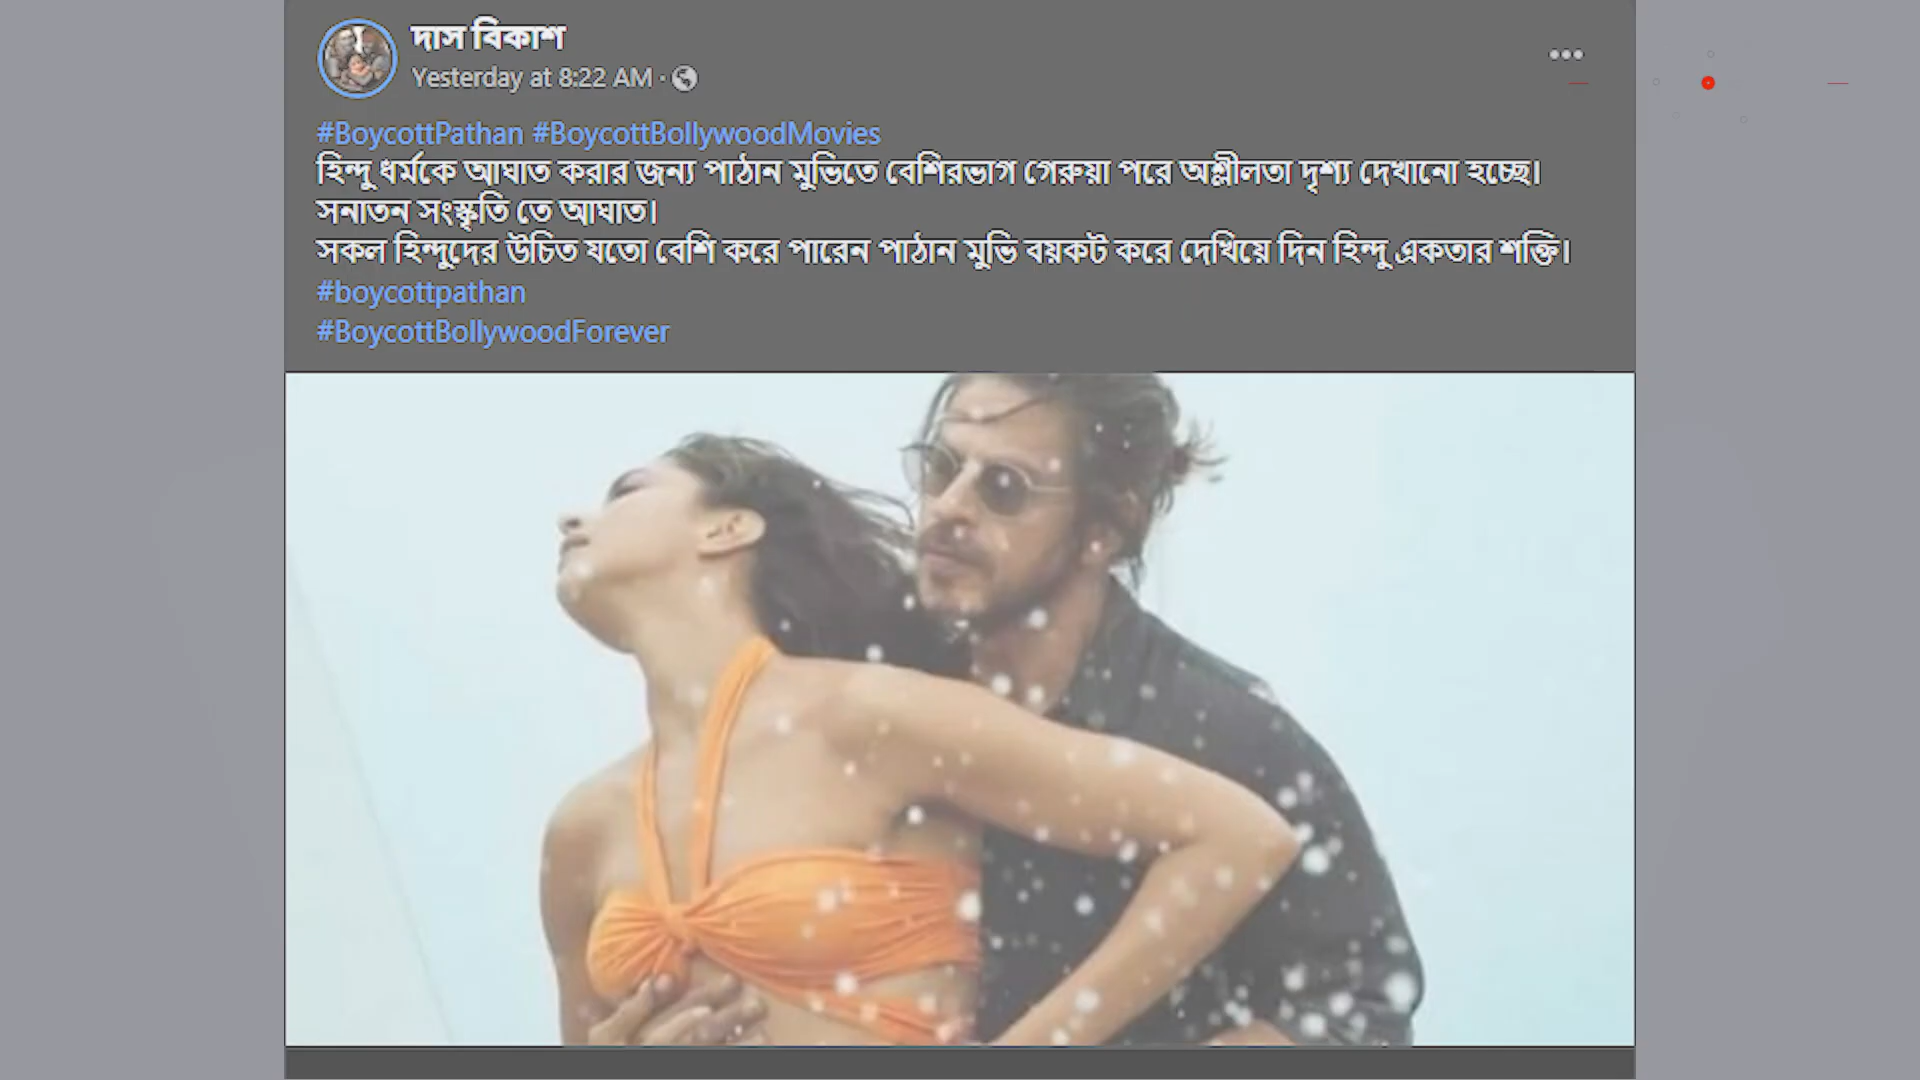 দাস বিকাশ
Yesterday at 8:22 AM ·
#BoycottPathan #BoycottBollywoodMovies
হিন্দু ধর্মকে আঘাত করার জন্য পাঠান মুভিতে বেশিরভাগ গেরুয়া পরে অশ্লীলতা দৃশ্য দেখানো হচ্ছে।
সনাতন সংস্কৃতি তে আঘাত।
সকল হিন্দুদের উচিত যতো বেশি করে পারেন পাঠান মুভি বয়কট করে দেখিয়ে দিন হিন্দু একতার শক্তি।
#boycottpathan
#BoycottBollywoodForever